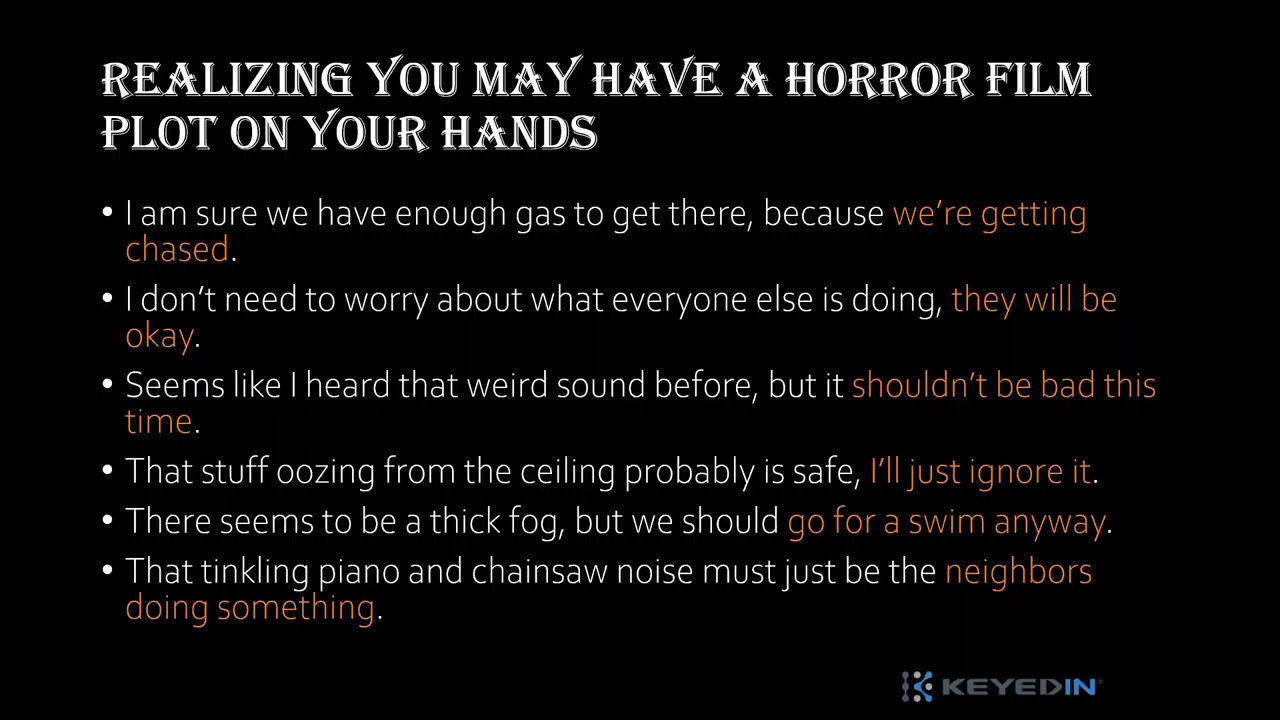 REALIZING YOU MAY HAVE A HORROR FILM
PLOT ON YOUR HANDS
• I am sure we have enough gas to get there, because we're getting
chased.
• I don't need to worry about what everyone else is doing, they will be
okay.
• Seems like I heard that weird sound before, but it shouldn't be bad this
time.
• That stuff oozing from the ceiling probably is safe, I'll just ignore it.
• There seems to be a thick fog, but we should go for a swim anyway.
• That tinkling piano and chainsaw noise must just be the neighbors
doing something.
KEYEDIN